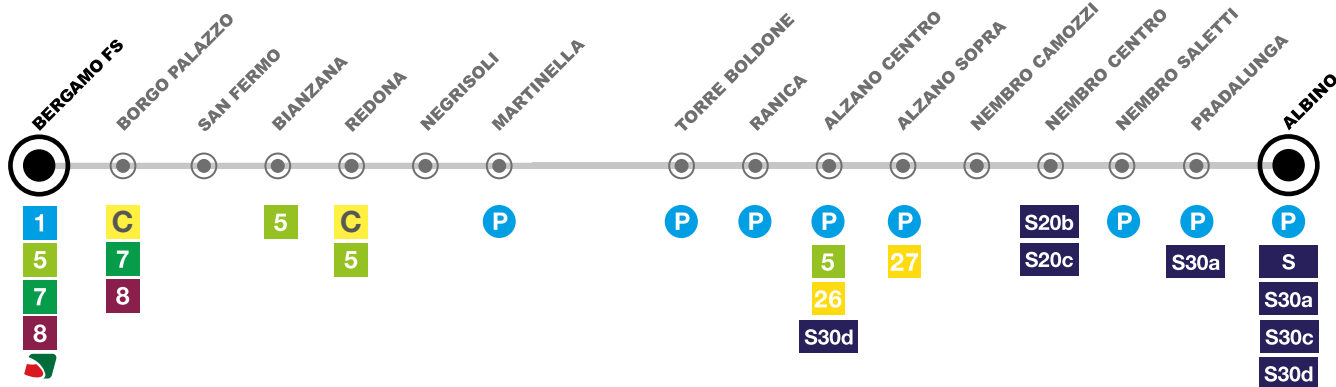 BERGAMO FS
BORGO PALAZZO
SAN FERMO
BIANZANA
REDONA
NEGRISOLI
MARTINELLA
TORRE BOLDONE
RANICA
ALZANO CENTRO
ALZANO SOPRA
NEMBRO CAMOZZI
NEMBRO CENTRO
NEMBRO SALETTI
PRADALUNGA
ALBINO
1
5
7
8
C
7
8
5
C
5
P
P
P
P
5
26
S30d
P
27
S20b
S20c
P
P
S30a
P
S
S30a
S30c
S30d